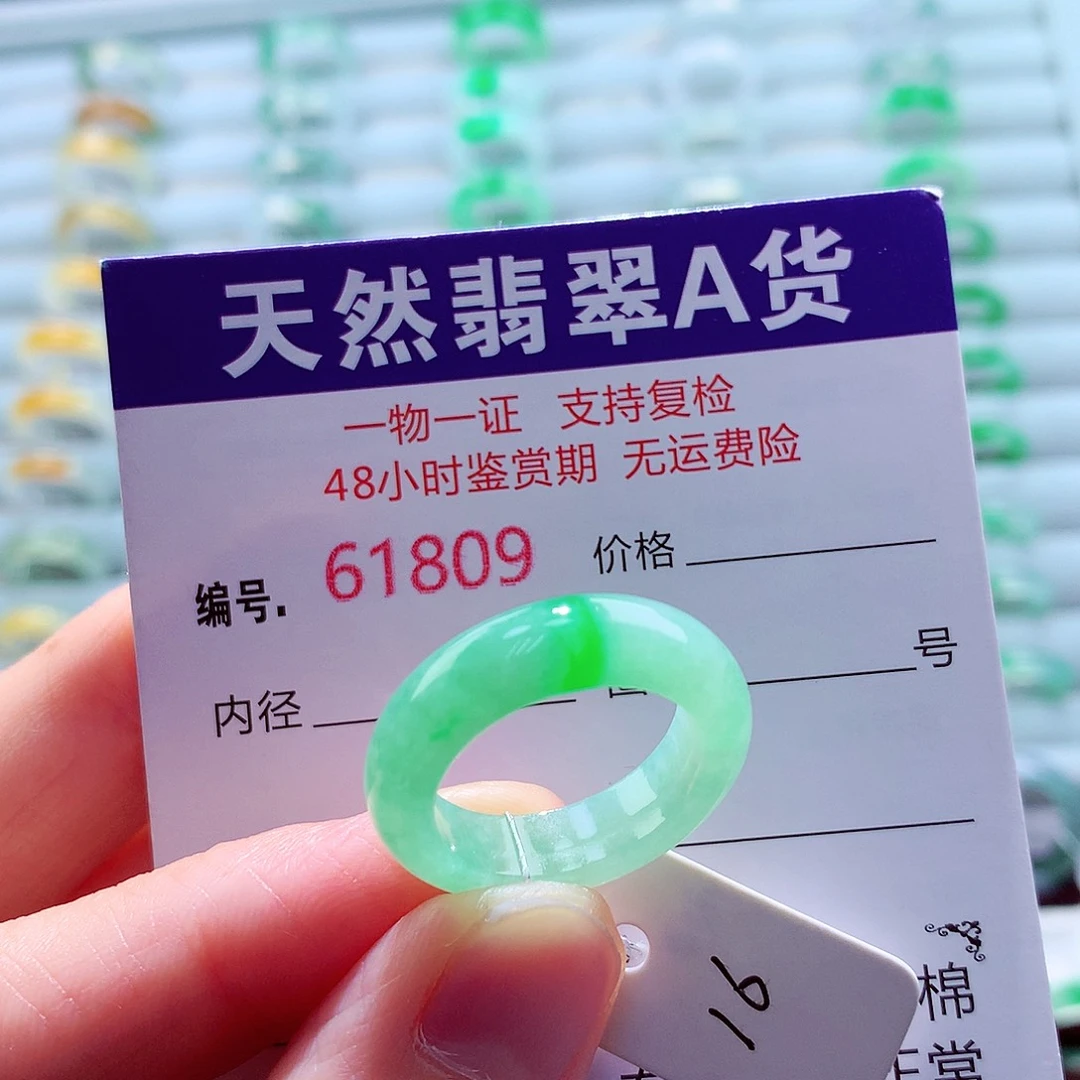 天然翡翠A货
一物一证 支持复检
48小时鉴赏期 无运费险
编号. 61809 价格
号
内径
棉
16